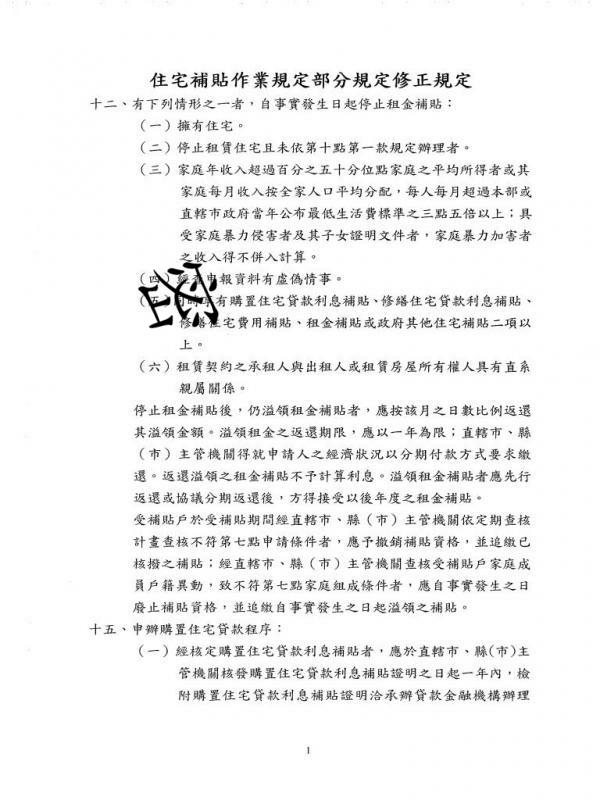 住宅補貼作業規定部分規定修正規定
十二、有下列情形之一者，自事實發生日起停止租金補貼：
（一）擁有住宅。
（二）停止租賃住宅且未依第十點第一款規定辦理者。
（三）家庭年收入超過百分之五十分位點家庭之平均所得者或其
家庭每月收入按全家人口平均分配，每人每月超過本部或
直轄市政府當年公布最低生活費標準之三點五倍以上；具
受家庭暴力侵害者及其子女證明文件者，家庭暴力加害者
之收入得不併入計算。
（四）經查申報資料有虛偽情事。
（五）同時享有購置住宅貸款利息補貼、修繕住宅貸款利息補貼、
修繕住宅費用補貼、租金補貼或政府其他住宅補貼二項以
上。
（六）租賃契約之承租人與出租人或租賃房屋所有權人具有直系
親屬關係。
停止租金補貼後，仍溢領租金補貼者，應按該月之日數比例返還
其溢領金額。溢領租金之返還期限，應以一年為限；直轄市、縣
（市）主管機關得就申請人之經濟狀況以分期付款方式要求繳
還。返還溢領之租金補貼不予計算利息。溢領租金補貼者應先行
返還或協議分期返還後，方得接受以後年度之租金補貼。
受補貼戶於受補貼期間經直轄市、縣（市）主管機關依定期查核
計畫查核不符第七點申請條件者，應予撤銷補貼資格，並追繳已
核撥之補貼；經直轄市、縣（市）主管機關查核受補貼戶家庭成
員戶籍異動，致不符第七點家庭組成條件者，應自事實發生之日
廢止補貼資格，並追繳自事實發生之日起溢領之補貼。
十五、申辦購置住宅貸款程序：
（一）經核定購置住宅貸款利息補貼者，應於直轄市、縣(市)主
管機關核發購置住宅貸款利息補貼證明之日起一年內，檢
附購置住宅貸款利息補貼證明洽承辦貸款金融機構辦理
1